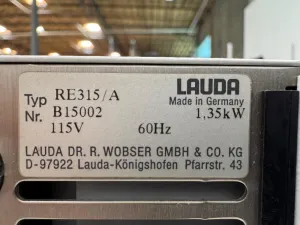 LAUDA
Typ RE315/A Made in Germany
Nr. B15002 1,35kW
115V 60Hz
LAUDA DR. R. WOBSER GMBH & CO. KG
D-97922 Lauda-Königshofen Pfarrstr. 43